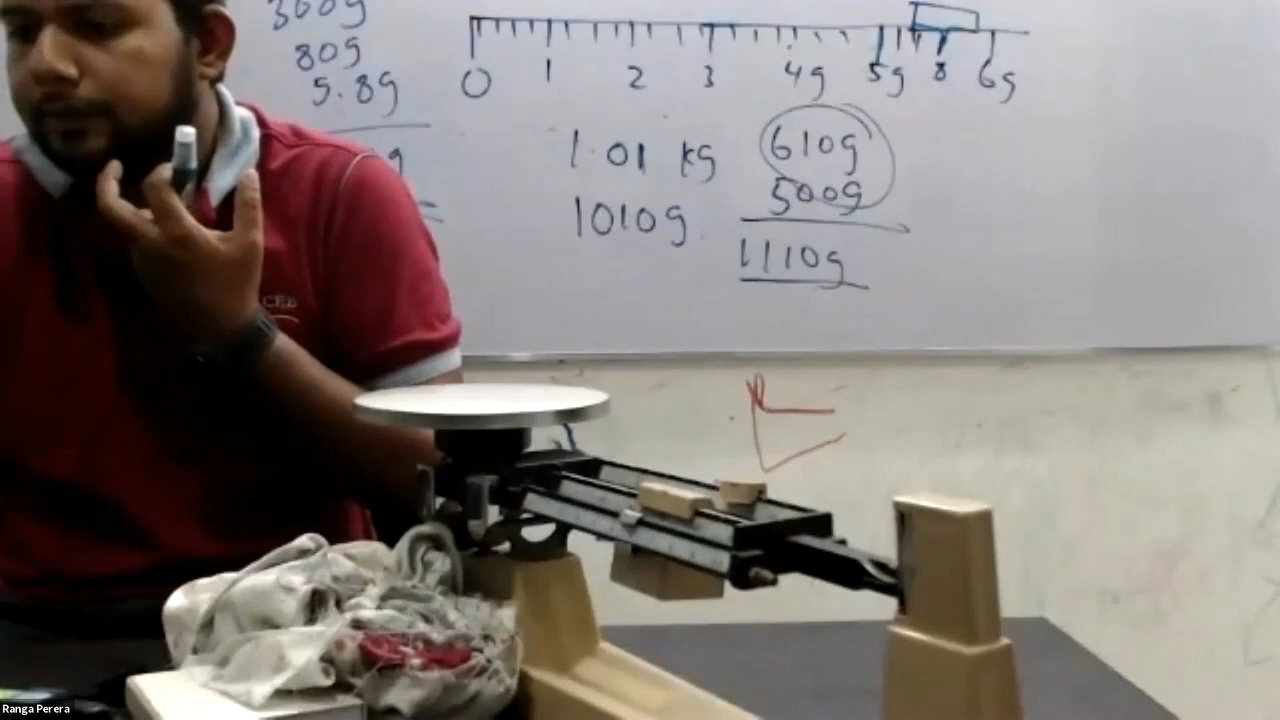 300g
80g
5.8g
g
0 1 2 3 4g 5g 8 6g
1.01 kg
1010g
610g
500g
1110g
CEB
Ranga Perera